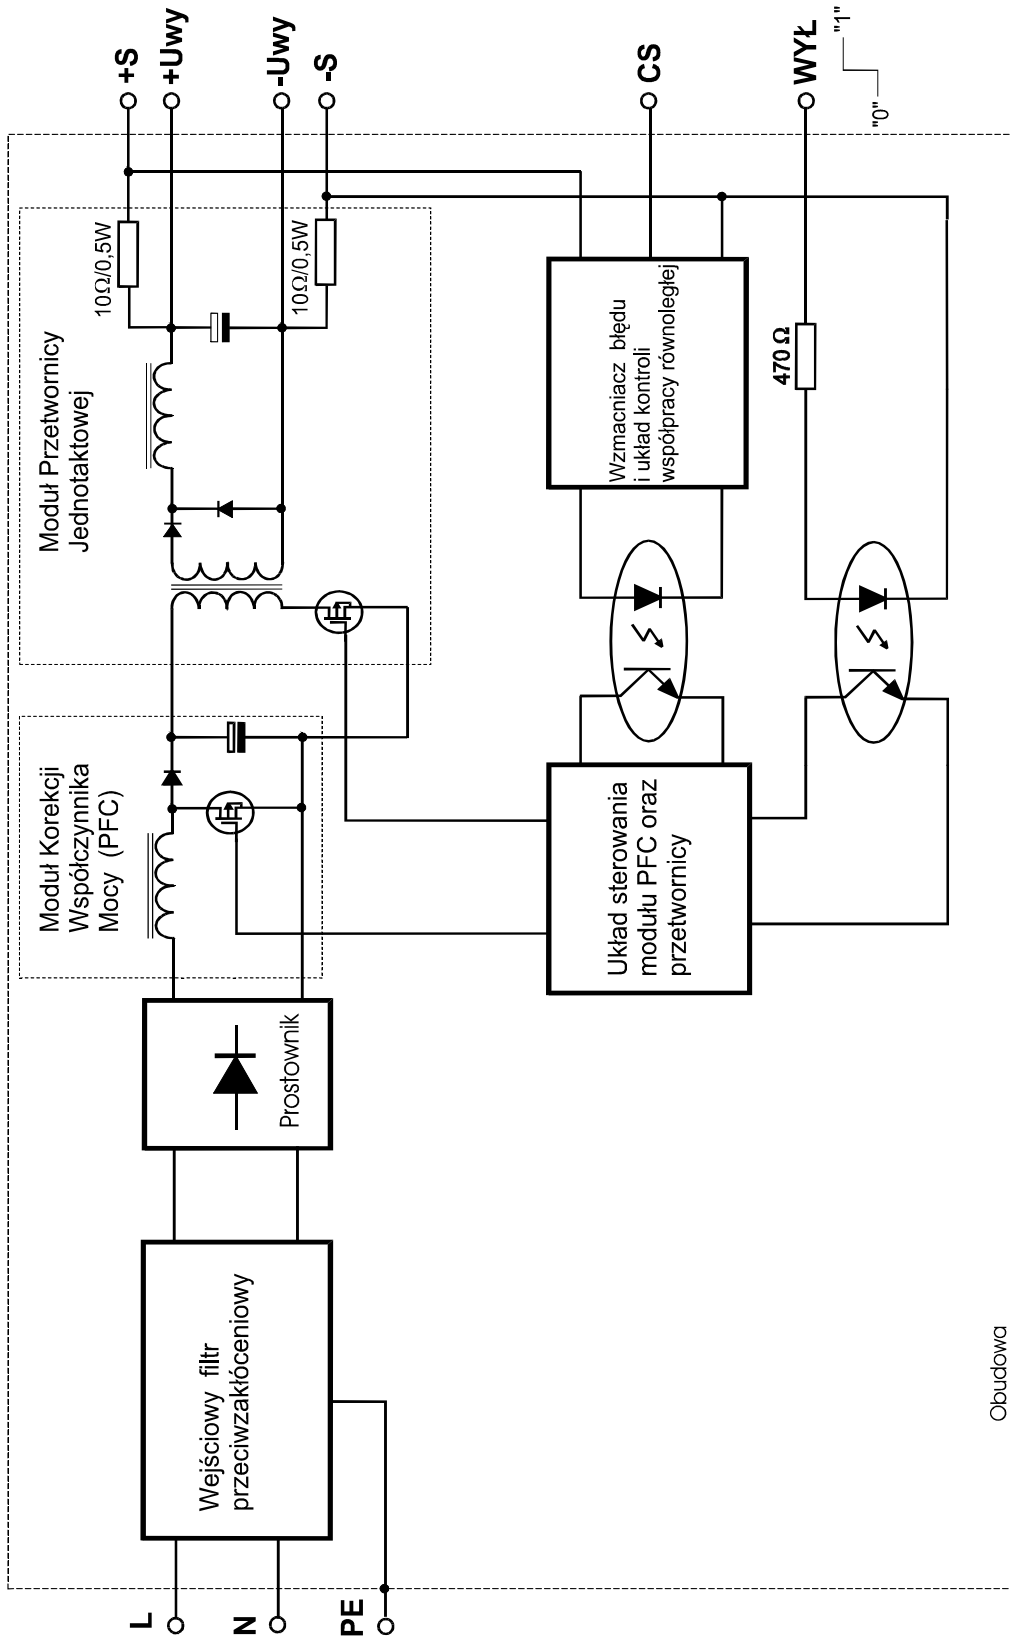 L
N
PE
Wejściowy filtr
przeciwzakłóceniowy
Prostownik
Moduł Korekcji
Współczynnika
Mocy (PFC)
Moduł Przetwornicy
Jednotaktowej
10Ω/0,5W
10Ω/0,5W
+S
+Uwy
-Uwy
-S
Układ sterowania
modułu PFC oraz
przetwornicy
Wzmacniacz błędu
i układ kontroli
współpracy równoległej
470 Ω
CS
WYŁ
"0"
"1"
Obudowa